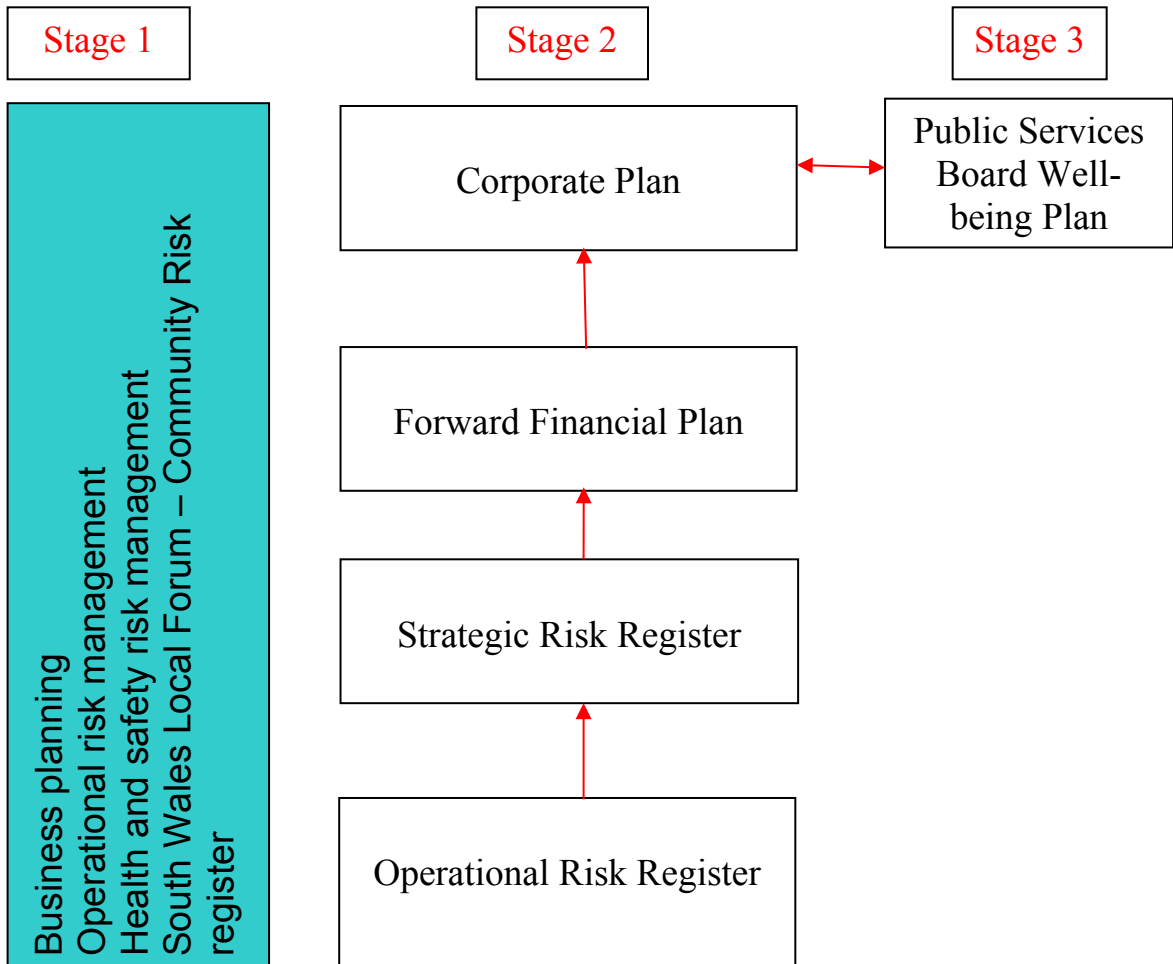 Stage 1
Stage 2
Stage 3
Business planning
Operational risk management
Health and safety risk management
South Wales Local Forum – Community Risk
register
Corporate Plan
Public Services
Board Well-
being Plan
Forward Financial Plan
Strategic Risk Register
Operational Risk Register